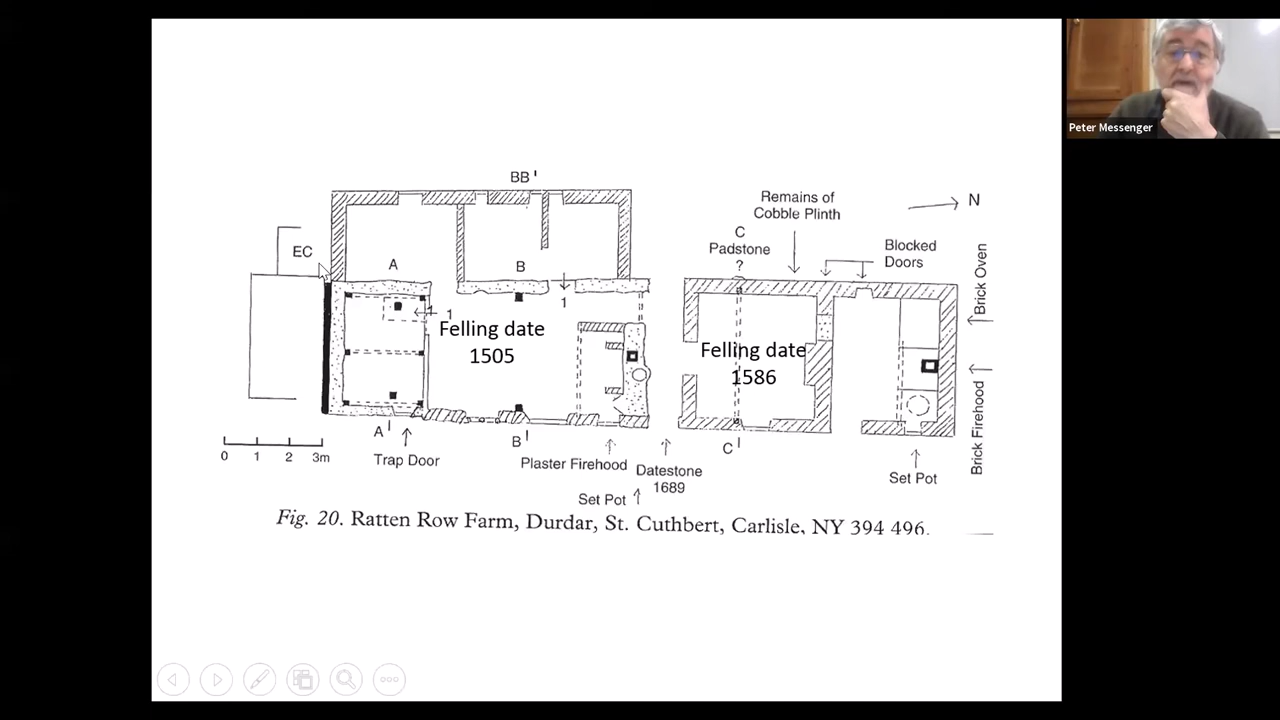 Peter Messenger
BB'
Remains of
Cobble Plinth
N
C
Padstone
?
Blocked
Doors
EC
A
B
1
1
Brick Oven
Felling date
1505
Felling date
1586
Brick Firehood
A
B
C
0 1 2 3m
Trap Door
Plaster Firehood
Datestone
1689
Set Pot
Set Pot
Fig. 20. Ratten Row Farm, Durdar, St. Cuthbert, Carlisle, NY 394 496.